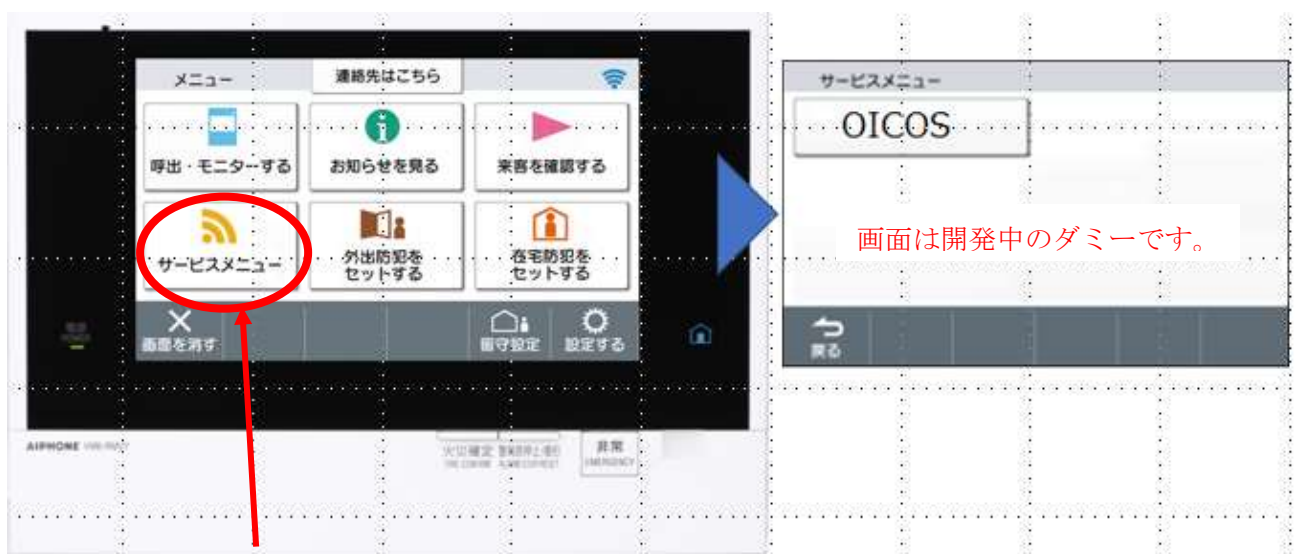 メニュー
連絡先はこちら
呼出・モニターする
お知らせを見る
来客を確認する
サービスメニュー
外出防犯を
セットする
在宅防犯を
セットする
画面を消す
留守設定
設定する
AIPHONE
火災確定
非常
EMERGENCY
サービスメニュー
OICOS
画面は開発中のダミーです。
戻る